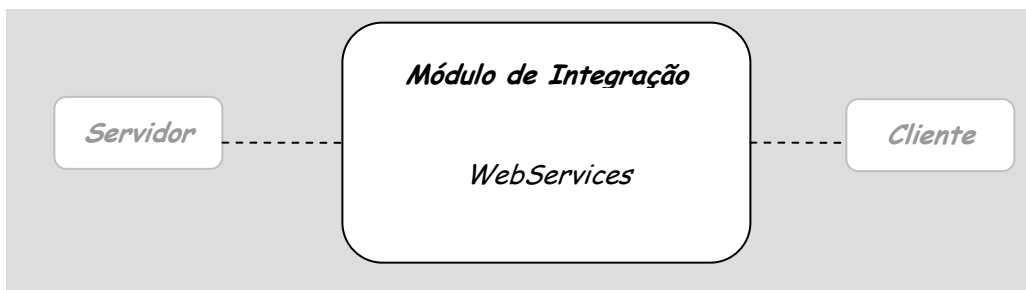 Módulo de Integração
Servidor
Cliente
WebServices